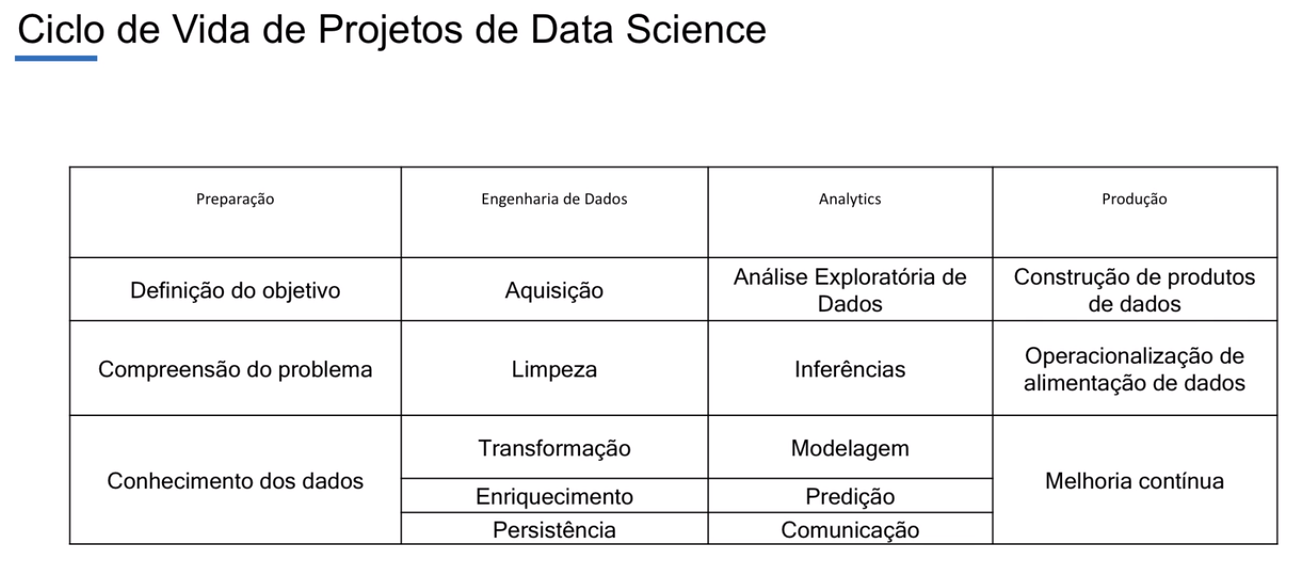 Ciclo de Vida de Projetos de Data Science
Preparação
Engenharia de Dados
Analytics
Produção
Definição do objetivo
Aquisição
Análise Exploratória de
Dados
Construção de produtos
de dados
Compreensão do problema
Limpeza
Inferências
Operacionalização de
alimentação de dados
Conhecimento dos dados
Transformação
Modelagem
Melhoria contínua
Enriquecimento
Predição
Persistência
Comunicação